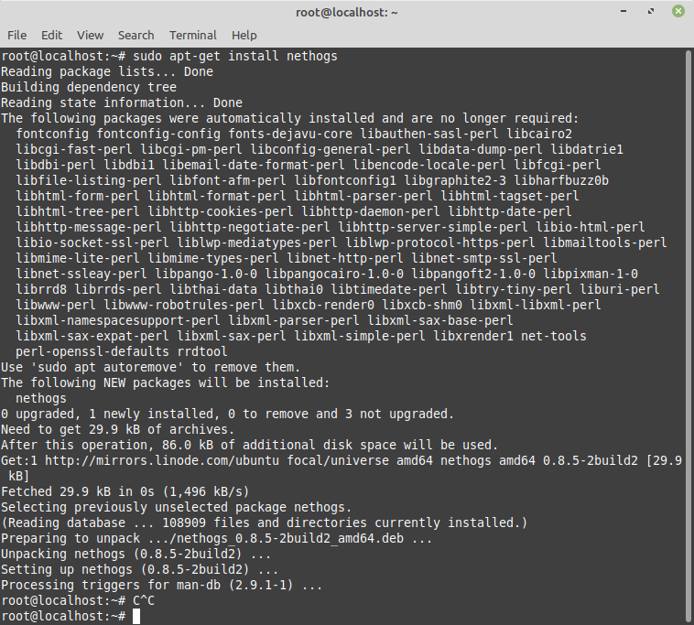 root@localhost: ~
File Edit View Search Terminal Help
root@localhost:~# sudo apt-get install nethogs
Reading package lists... Done
Building dependency tree
Reading state information... Done
The following packages were automatically installed and are no longer required:
  fontconfig fontconfig-config fonts-dejavu-core libauthen-sasl-perl libcairo2
  libcgi-fast-perl libcgi-pm-perl libconfig-general-perl libdata-dump-perl libdatrie1
  libdbi-perl libdbi1 libemail-date-format-perl libencode-locale-perl libfcgi-perl
  libfile-listing-perl libfont-afm-perl libfontconfig1 libgraphite2-3 libharfbuzz0b
  libhtml-form-perl libhtml-format-perl libhtml-parser-perl libhtml-tagset-perl
  libhtml-tree-perl libhttp-cookies-perl libhttp-daemon-perl libhttp-date-perl
  libhttp-message-perl libhttp-negotiate-perl libhttp-server-simple-perl libio-html-perl
  libio-socket-ssl-perl liblwp-mediatypes-perl liblwp-protocol-https-perl libmailtools-perl
  libmime-lite-perl libmime-types-perl libnet-http-perl libnet-smtp-ssl-perl
  libnet-ssleay-perl libpango-1.0-0 libpangocairo-1.0-0 libpangoft2-1.0-0 libpixman-1-0
  librrd8 librrds-perl libthai-data libthai0 libtimedate-perl libtry-tiny-perl liburi-perl
  libwww-perl libwww-robotrules-perl libxcb-render0 libxcb-shm0 libxml-libxml-perl
  libxml-namespacesupport-perl libxml-parser-perl libxml-sax-base-perl
  libxml-sax-expat-perl libxml-sax-perl libxml-simple-perl libxrender1 net-tools
  perl-openssl-defaults rrdtool
Use 'sudo apt autoremove' to remove them.
The following NEW packages will be installed:
  nethogs
0 upgraded, 1 newly installed, 0 to remove and 3 not upgraded.
Need to get 29.9 kB of archives.
After this operation, 86.0 kB of additional disk space will be used.
Get:1 http://mirrors.linode.com/ubuntu focal/universe amd64 nethogs amd64 0.8.5-2build2 [29.9
 kB]
Fetched 29.9 kB in 0s (1,496 kB/s)
Selecting previously unselected package nethogs.
(Reading database ... 108909 files and directories currently installed.)
Preparing to unpack .../nethogs_0.8.5-2build2_amd64.deb ...
Unpacking nethogs (0.8.5-2build2) ...
Setting up nethogs (0.8.5-2build2) ...
Processing triggers for man-db (2.9.1-1) ...
root@localhost:~# C^C
root@localhost:~#